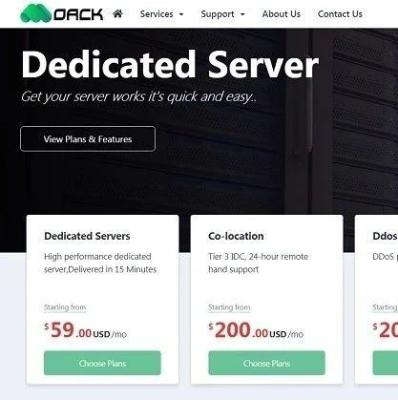 OACK
Services Support About Us Contact Us
Dedicated Server
Get your server works it's quick and easy..
View Plans & Features
Dedicated Servers
High performance dedicated
server,Delivered in 15 Minutes
Starting from
$59.00USD/mo
Choose Plans
Co-location
Tier 3 IDC, 24-hour remote
hand support
Starting from
$200.00USD/mo
Choose Plans
Ddos
DDoS
Starting
$20